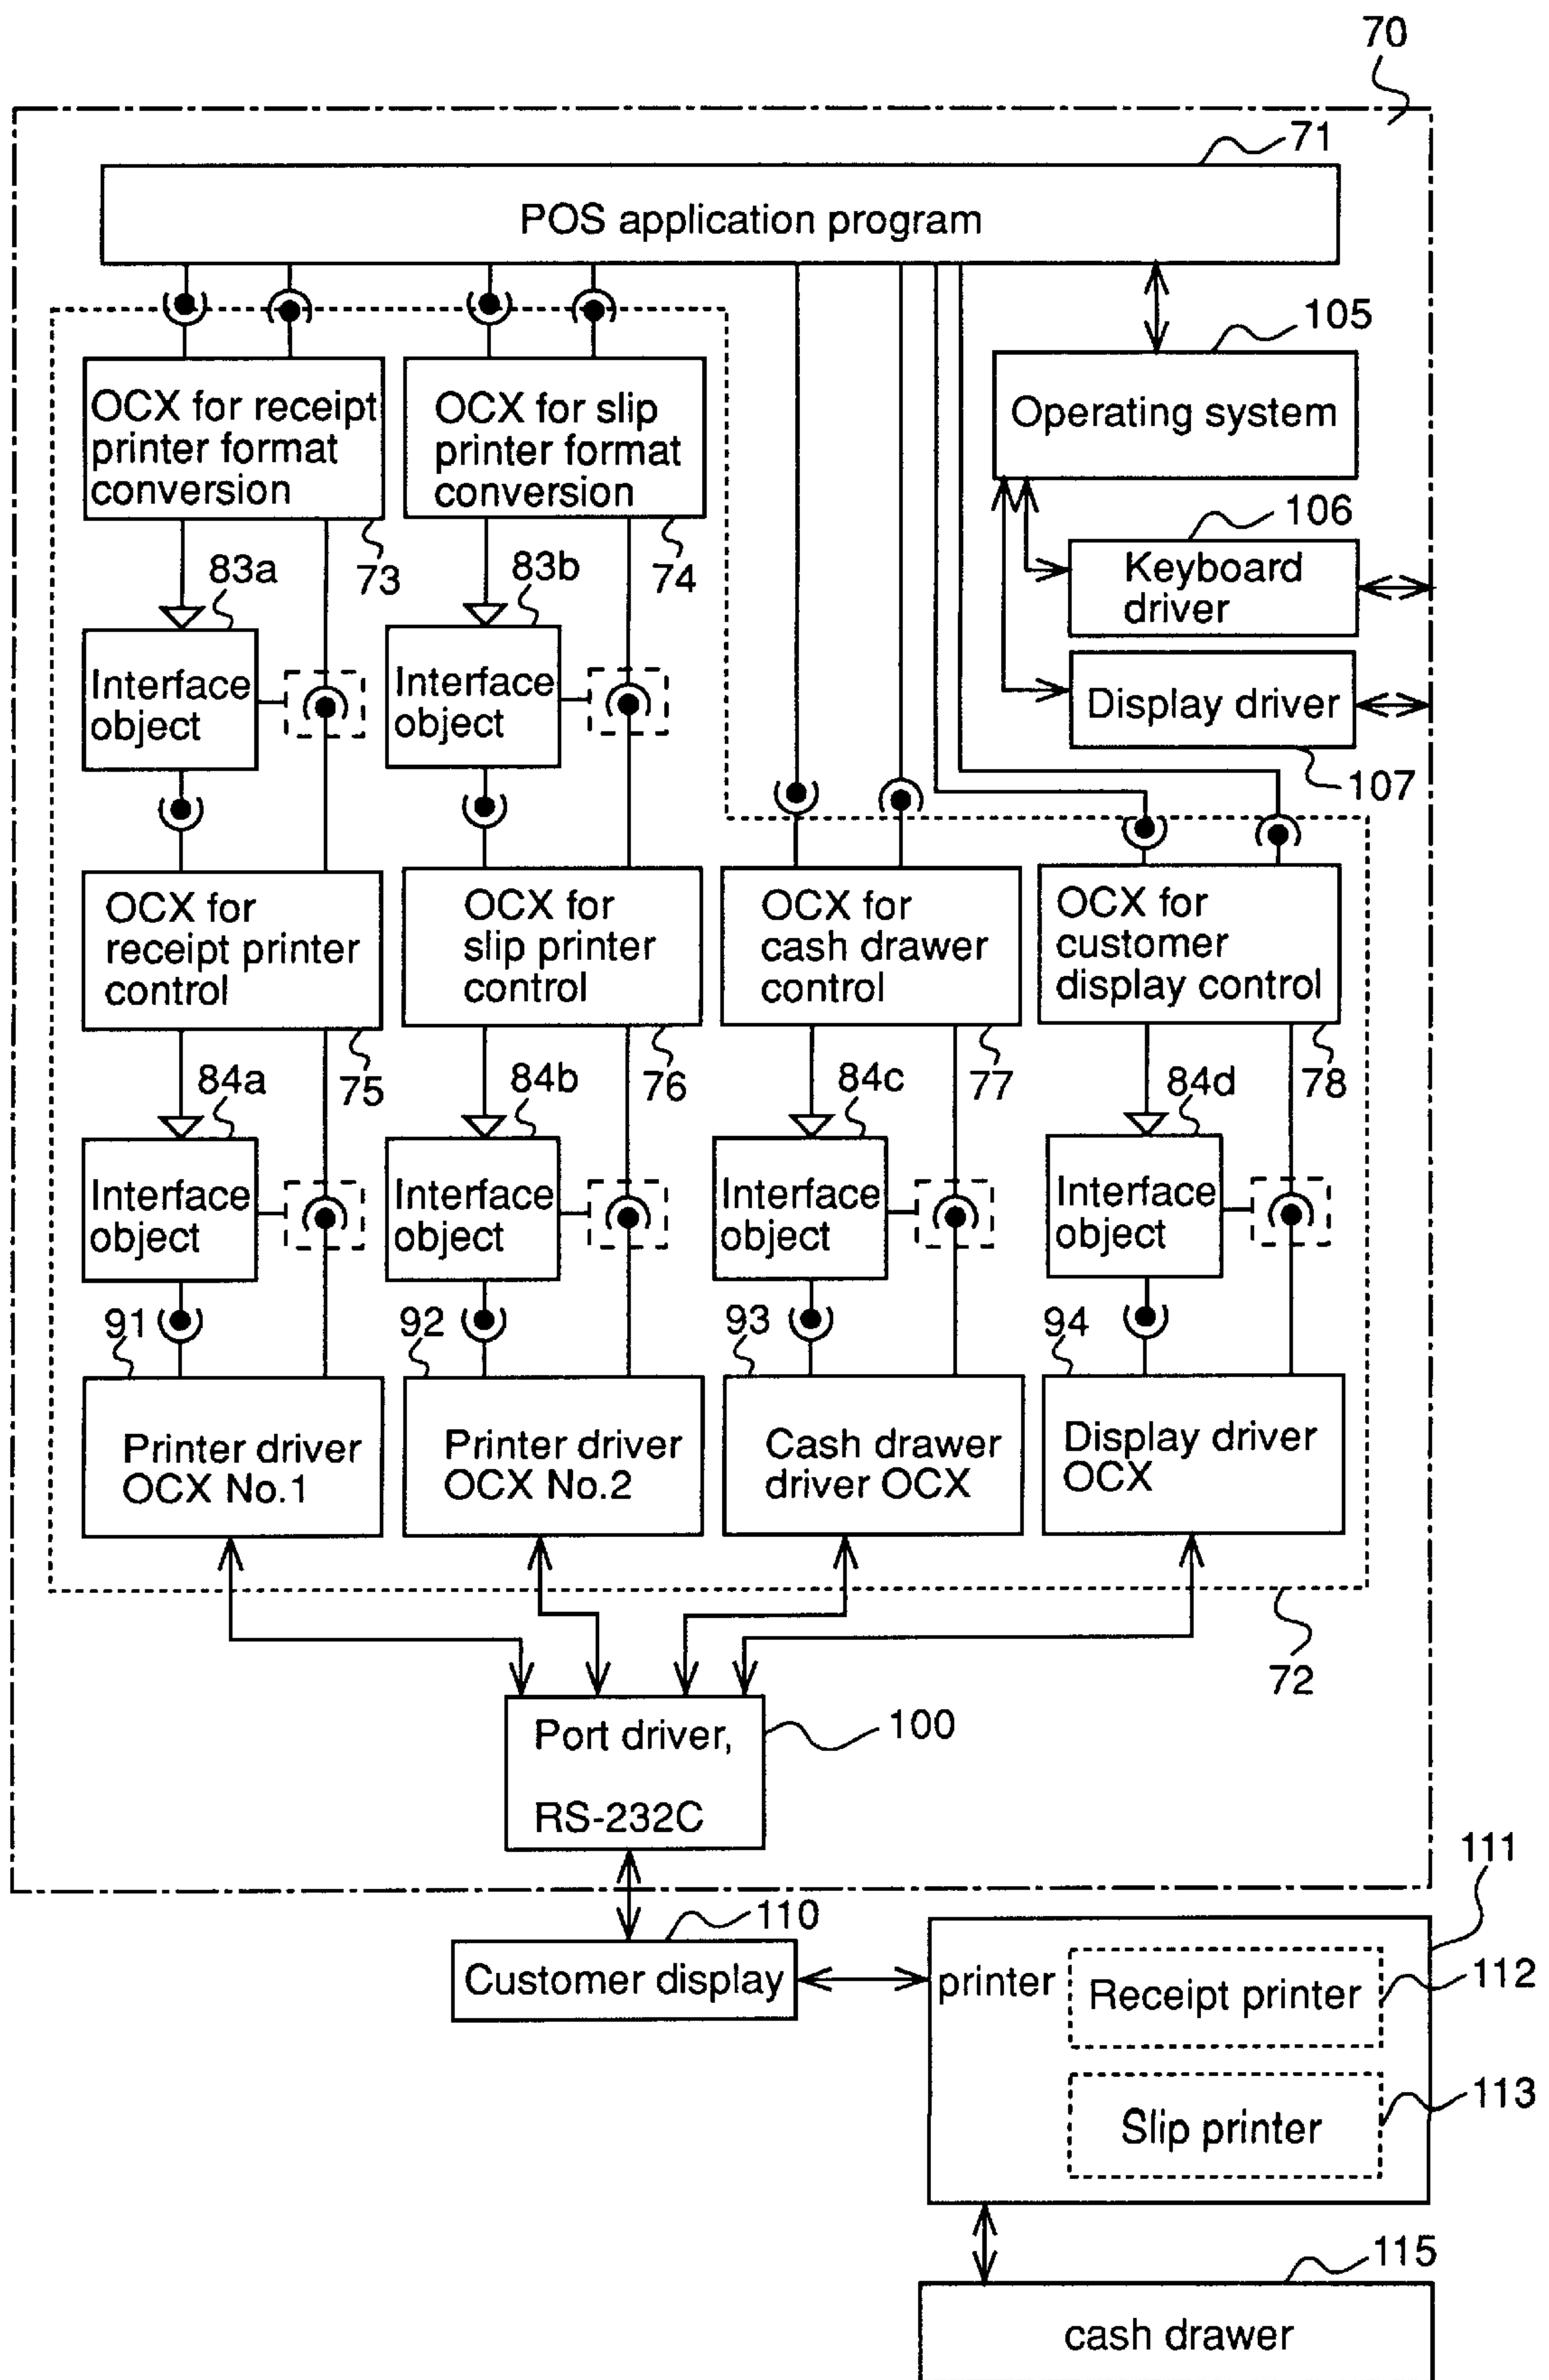 70
71
POS application program
105
OCX for receipt
printer format
conversion
OCX for slip
printer format
conversion
Operating system
73
74
106
Keyboard
driver
83a
83b
Interface
object
Interface
object
Display driver
107
OCX for
receipt printer
control
OCX for
slip printer
control
OCX for
cash drawer
control
OCX for
customer
display control
75
76
77
78
84a
84b
84c
84d
Interface
object
Interface
object
Interface
object
Interface
object
91
92
93
94
Printer driver
OCX No.1
Printer driver
OCX No.2
Cash drawer
driver OCX
Display driver
OCX
72
Port driver,
RS-232C
100
111
110
Customer display
printer
Receipt printer
112
Slip printer
113
115
cash drawer